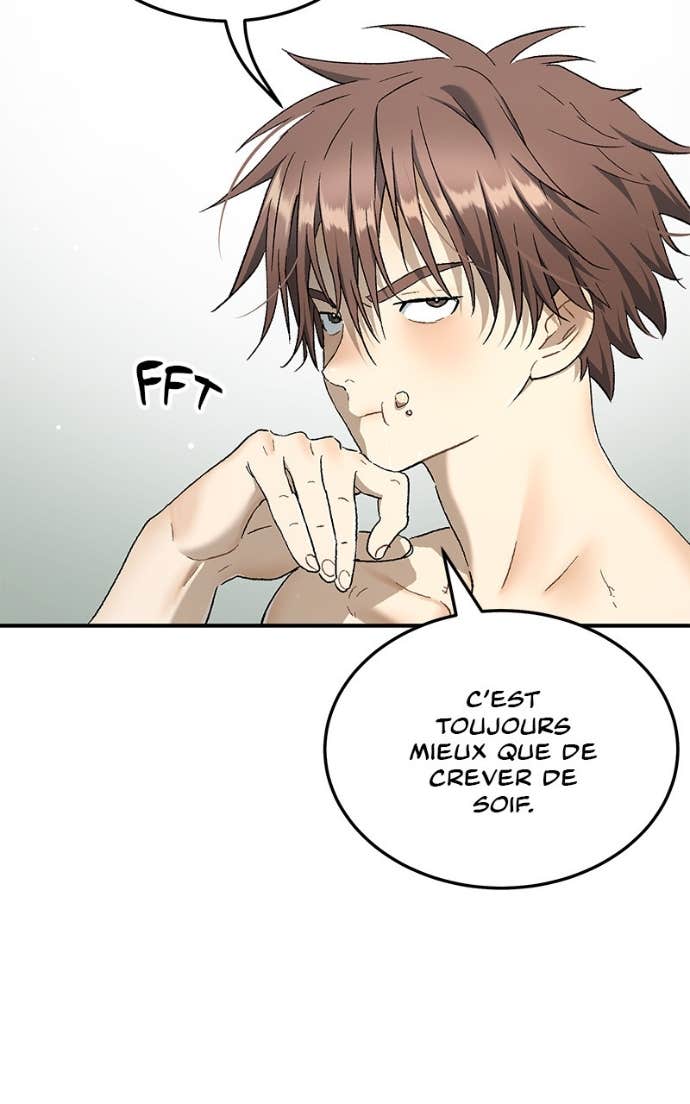 FFT
C'EST
TOUJOURS
MIEUX QUE DE
CREVER DE
SOIF.